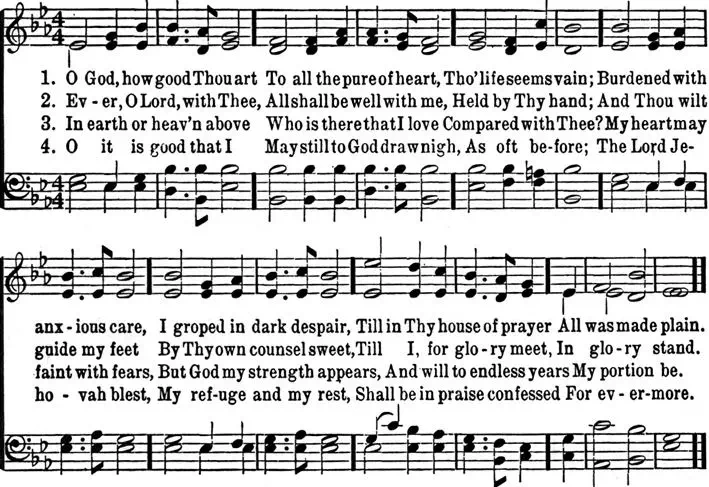 1. O God, how good Thou art To all the pure of heart, Tho' life seems vain; Burdened with
2. Ev - er, O Lord, with Thee, All shall be well with me, Held by Thy hand; And Thou wilt
3. In earth or heav'n above Who is there that I love Compared with Thee? My heart may
4. O it is good that I May still to God draw nigh, As oft be-fore; The Lord Je-
anx - ious care, I groped in dark despair, Till in Thy house of prayer All was made plain.
guide my feet By Thy own counsel sweet, Till I, for glo - ry meet, In glo - ry stand.
faint with fears, But God my strength appears, And will to endless years My portion be.
ho - vah blest, My ref-uge and my rest, Shall be in praise confessed For ev - er-more.